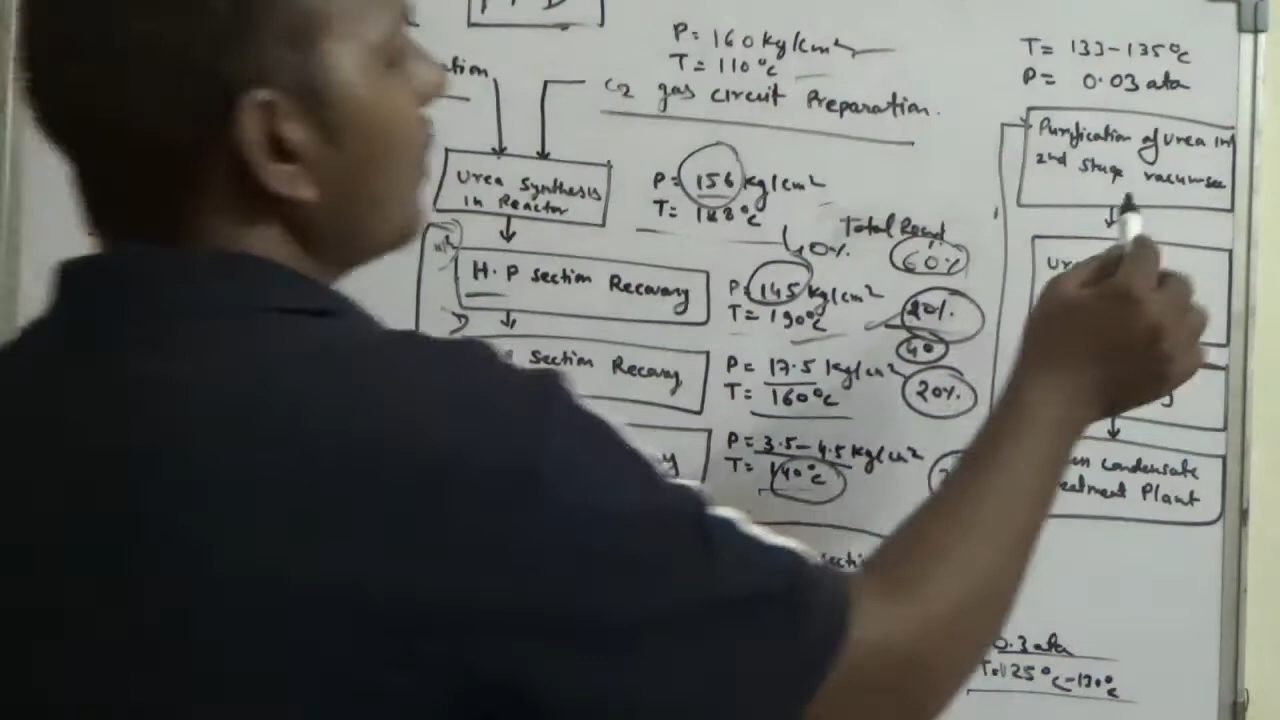 P= 160 kg/cm²
T= 110°c
co2 gas circuit Preparation.
Urea Synthesis
in Reactor
P= 156 kg/cm²
T= 188°c
40%
H.P section Recovery
P= 145 kg/cm²
T= 190°c
Total React
60%
20%
40
section Recovery
P= 17.5 kg/cm²
T= 160°c
20%
P= 3.5-4.5 kg/cm²
T= 140°c
0.3 ata
T=125°c-130°c
T= 133-135°c
P= 0.03 ata
Purification of Urea in
2nd stage
condensate
Plant